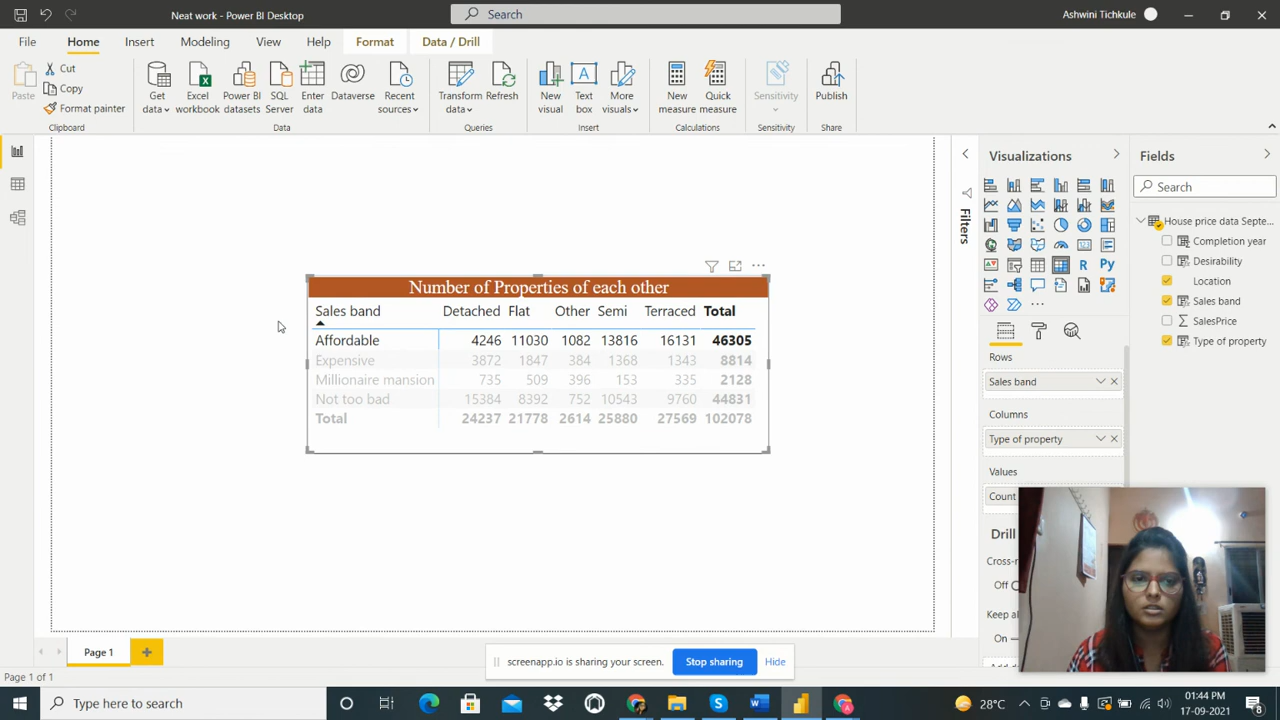 Neat work - Power BI Desktop
Search
Ashwini Tichkule
File
Home
Insert
Modeling
View
Help
Format
Data / Drill
Paste
Cut
Copy
Format painter
Clipboard
Get data
Excel workbook
Power BI datasets
SQL Server
Enter data
Dataverse
Recent sources
Data
Transform data
Refresh
Queries
New visual
Text box
More visuals
Insert
New measure
Quick measure
Calculations
Sensitivity
Sensitivity
Publish
Share
Number of Properties of each other
Sales band Detached Flat Other Semi Terraced Total
Affordable 4246 11030 1082 13816 16131 46305
Expensive 3872 1847 384 1368 1343 8814
Millionaire mansion 735 509 396 153 335 2128
Not too bad 15384 8392 752 10543 9760 44831
Total 24237 21778 2614 25880 27569 102078
Filters
Visualizations
R
Py
Rows
Sales band
Columns
Type of property
Values
Count
Drill
Cross-r
Off
Keep al
On
Fields
Search
House price data Septe...
Completion year
Desirability
Location
Sales band
SalesPrice
Type of property
Page 1
Page 1 of 1
screenapp.io is sharing your screen.
Stop sharing
Hide
Type here to search
28°C
01:44 PM
17-09-2021
8